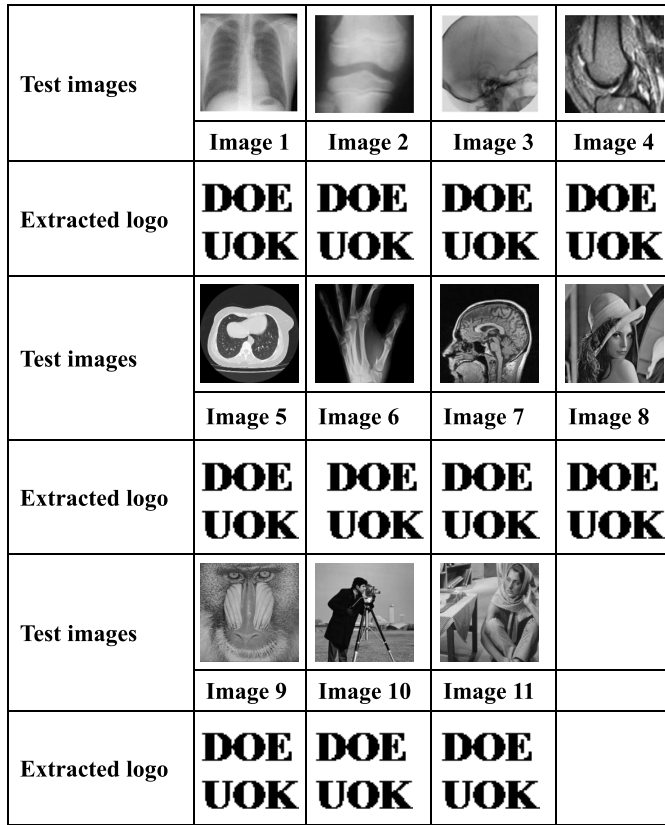 Test images
Image 1 Image 2 Image 3 Image 4
Extracted logo
DOE DOE DOE DOE
UOK UOK UOK UOK
Test images
Image 5 Image 6 Image 7 Image 8
Extracted logo
DOE DOE DOE DOE
UOK UOK UOK UOK
Test images
Image 9 Image 10 Image 11
Extracted logo
DOE DOE DOE
UOK UOK UOK